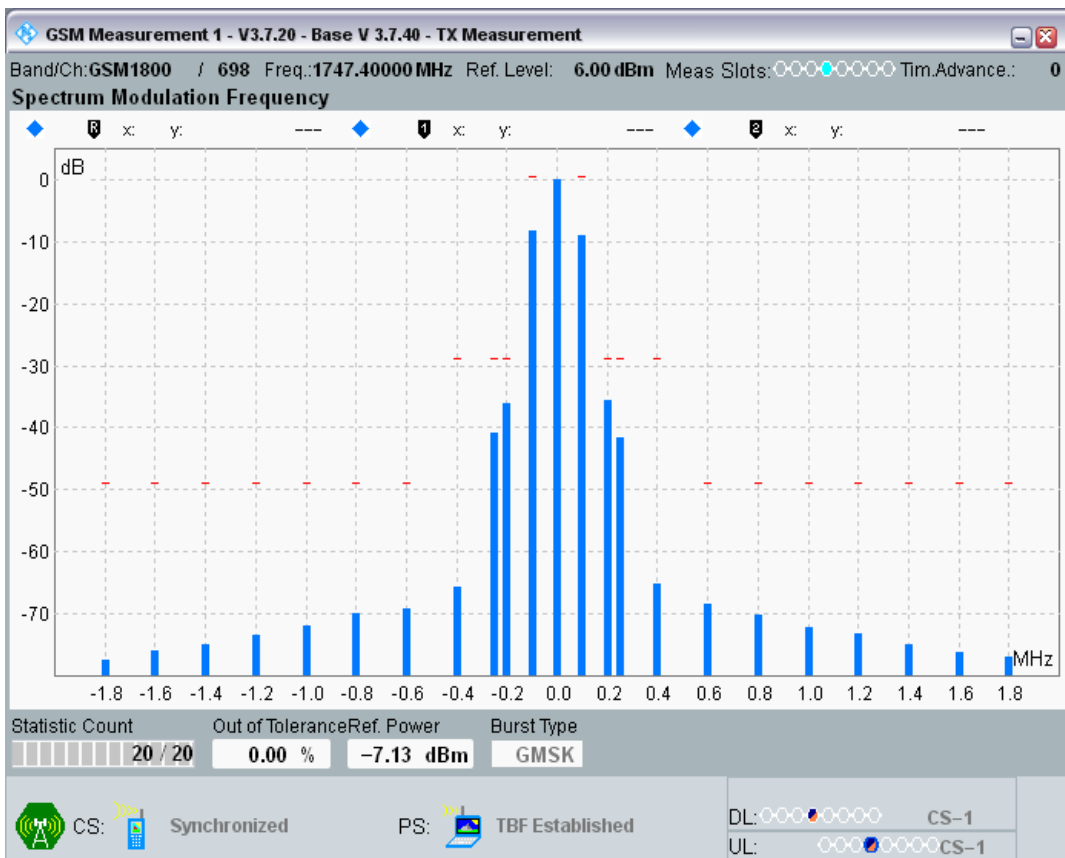 GSM Measurement 1 - V3.7.20 - Base V 3.7.40 - TX Measurement
Band/Ch:GSM1800 / 698 Freq.:1747.40000 MHz Ref. Level: 6.00 dBm Meas Slots: Tim.Advance.: 0
Spectrum Modulation Frequency
R x: y: --- 1 x: y: --- 2 x: y: ---
dB
0
-10
-20
-30
-40
-50
-60
-70
MHz
-1.8 -1.6 -1.4 -1.2 -1.0 -0.8 -0.6 -0.4 -0.2 0.0 0.2 0.4 0.6 0.8 1.0 1.2 1.4 1.6 1.8
Statistic Count Out of Tolerance Ref. Power Burst Type
20 / 20 0.00 % -7.13 dBm GMSK
CS: Synchronized PS: TBF Established
DL: CS-1
UL: CS-1